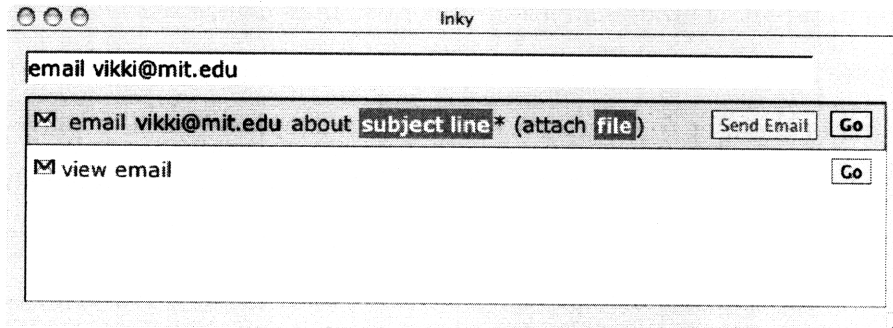 Inky
email vikki@mit.edu
email vikki@mit.edu about subject line* (attach file) Send Email Go
view email Go